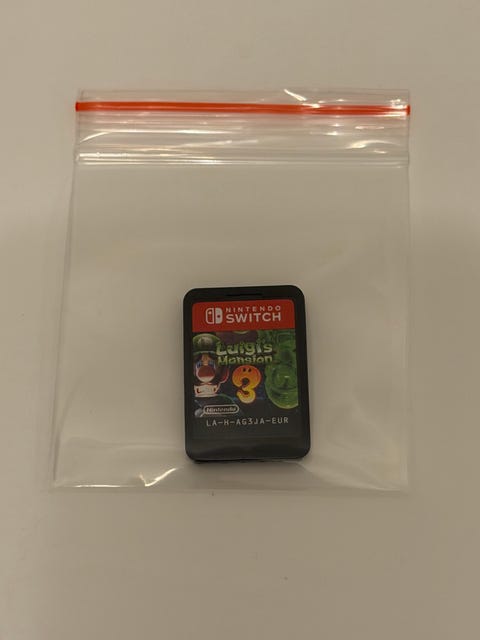 NINTENDO
SWITCH
Luigi's
Mansion
3
Nintendo
LA-H-AG3JA-EUR